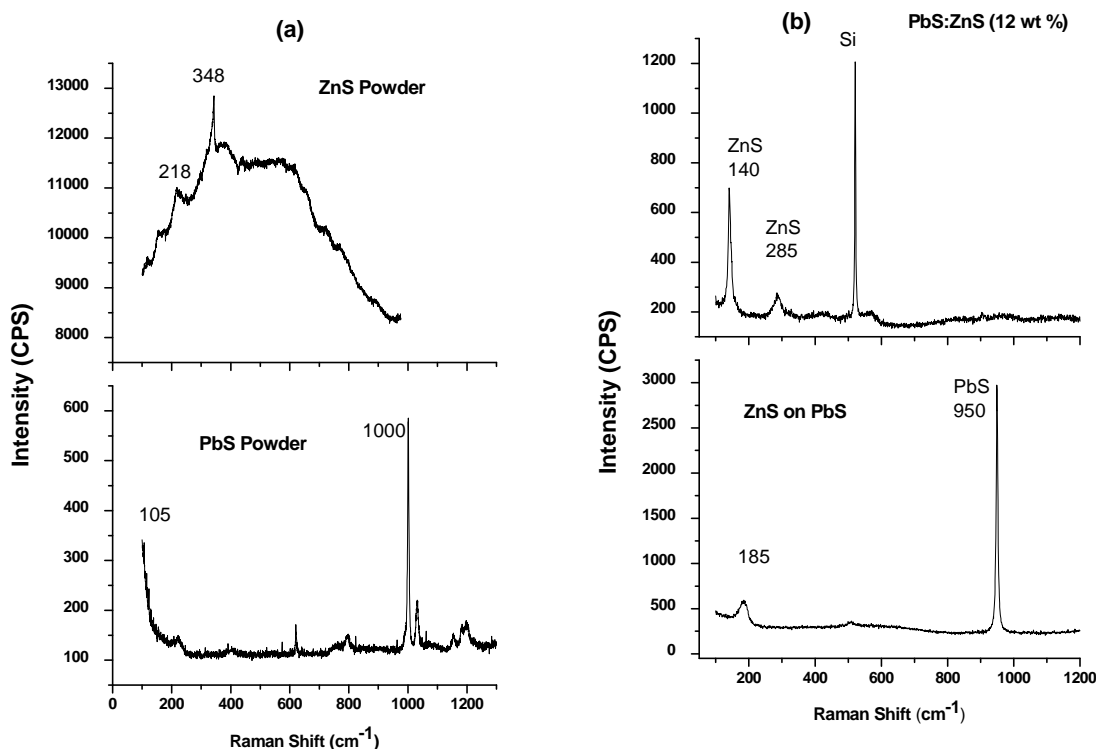 (a)
ZnS Powder
348
218
13000
12000
11000
10000
9000
8000
Intensity (CPS)
PbS Powder
1000
105
600
500
400
300
200
100
0 200 400 600 800 1000 1200
Raman Shift (cm-1)
(b)
PbS:ZnS (12 wt %)
Si
ZnS
140
ZnS
285
1200
1000
800
600
400
200
Intensity (CPS)
ZnS on PbS
PbS
950
185
3000
2500
2000
1500
1000
500
0
200 400 600 800 1000 1200
Raman Shift (cm-1)